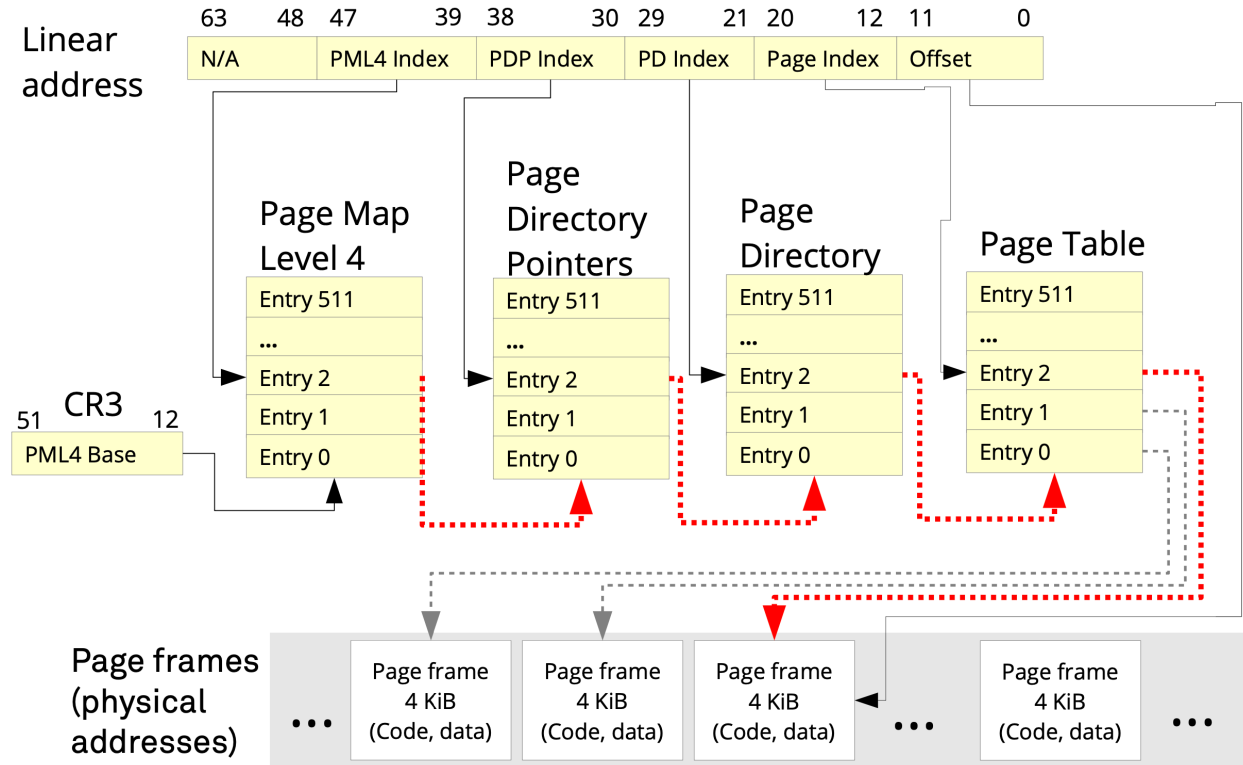 63 48 47 39 38 30 29 21 20 12 11 0
Linear
address
N/A PML4 Index PDP Index PD Index Page Index Offset
Page Map
Level 4
Entry 511
...
Entry 2
Entry 1
Entry 0
Page
Directory
Pointers
Entry 511
...
Entry 2
Entry 1
Entry 0
Page
Directory
Entry 511
...
Entry 2
Entry 1
Entry 0
Page Table
Entry 511
...
Entry 2
Entry 1
Entry 0
CR3
51 12
PML4 Base
Page frames
(physical
addresses)
...
Page frame
4 KiB
(Code, data)
Page frame
4 KiB
(Code, data)
Page frame
4 KiB
(Code, data)
...
Page frame
4 KiB
(Code, data)
...